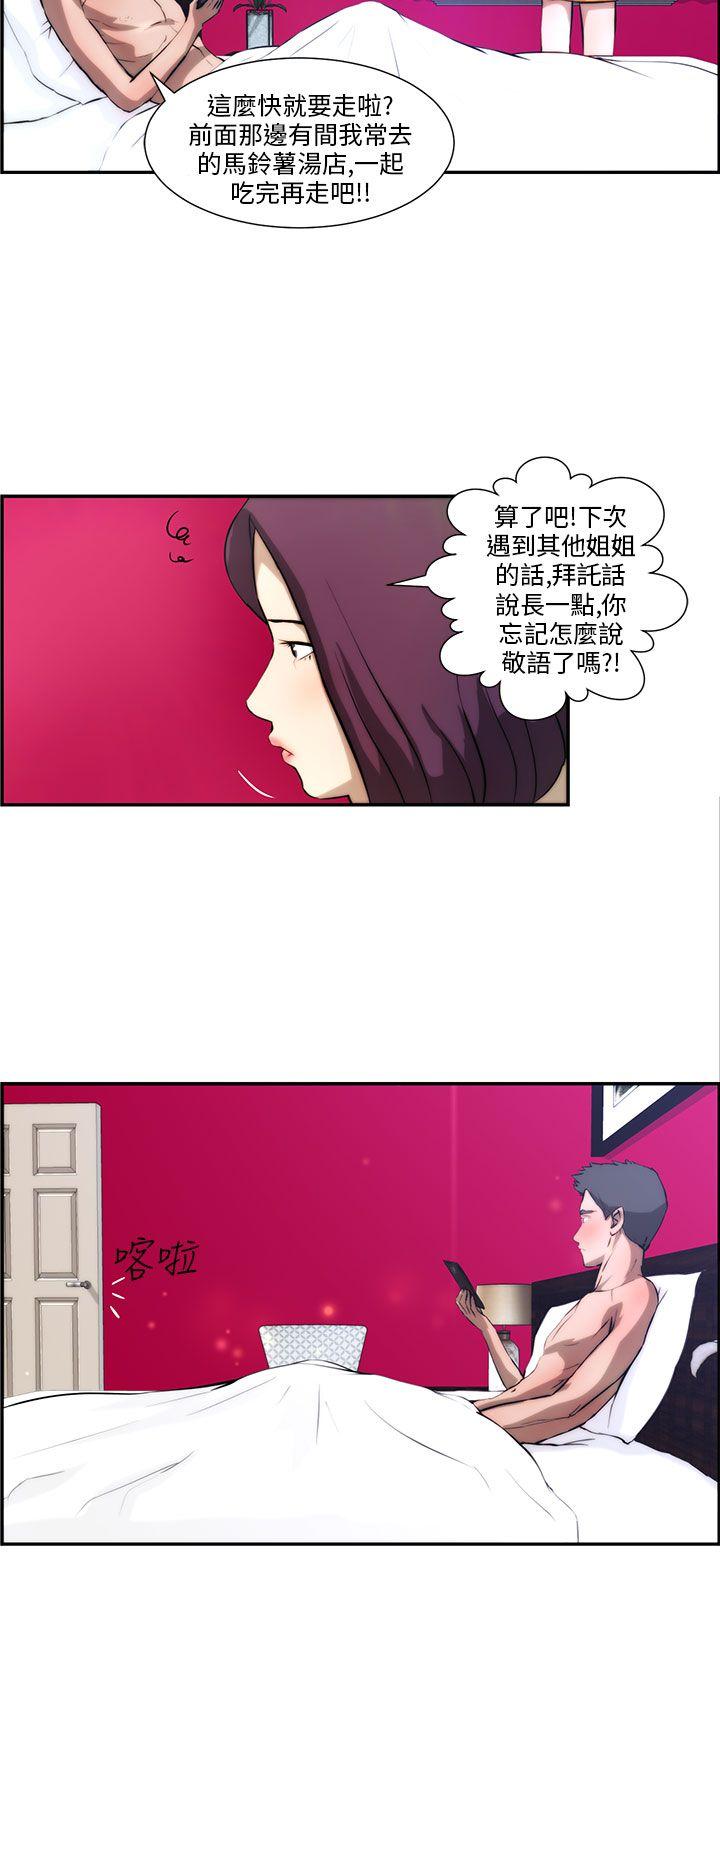 這麼快就要走啦?
前面那邊有間我常去
的馬鈴薯湯店,一起
吃完再走吧!!
算了吧!下次
遇到其他姐姐
的話,拜託話
說長一點,你
忘記怎麼說
敬語了嗎?!
喀啦